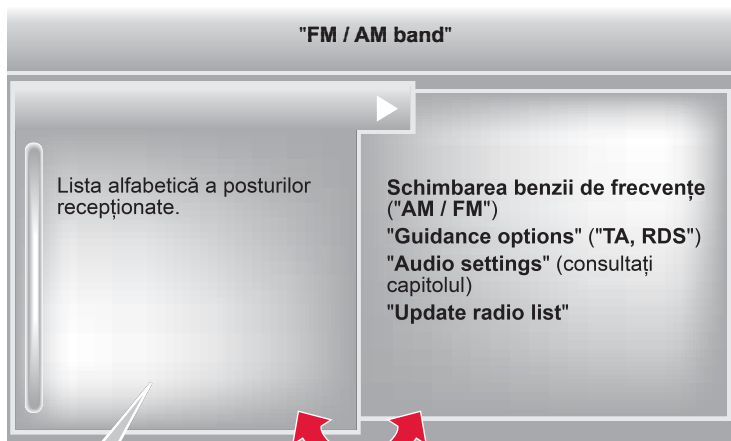 "FM / AM band"
Lista alfabetică a posturilor
recepționate.
Schimbarea benzii de frecvențe
("AM / FM")
"Guidance options" ("TA, RDS")
"Audio settings" (consultați
capitolul)
"Update radio list"